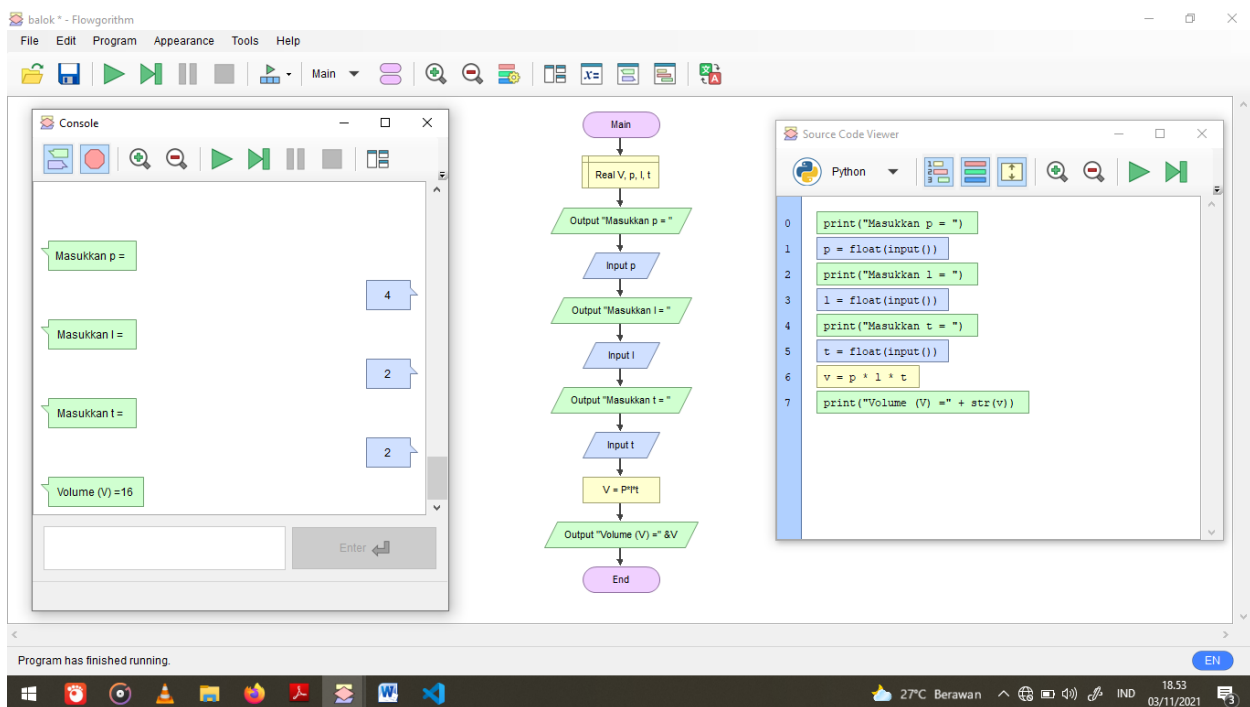 balok * - Flowgorithm
File Edit Program Appearance Tools Help
Main
Console
Masukkan p =
4
Masukkan l =
2
Masukkan t =
2
Volume (V) =16
Enter
Main
Real V, p, l, t
Output "Masukkan p = "
Input p
Output "Masukkan l = "
Input l
Output "Masukkan t = "
Input t
V = P*l*t
Output "Volume (V) =" &V
End
Source Code Viewer
Python
0 print("Masukkan p = ")
1 p = float(input())
2 print("Masukkan l = ")
3 l = float(input())
4 print("Masukkan t = ")
5 t = float(input())
6 v = p * l * t
7 print("Volume (V) =" + str(v))
Program has finished running.
EN
27°C Berawan
IND
18.53
03/11/2021
3